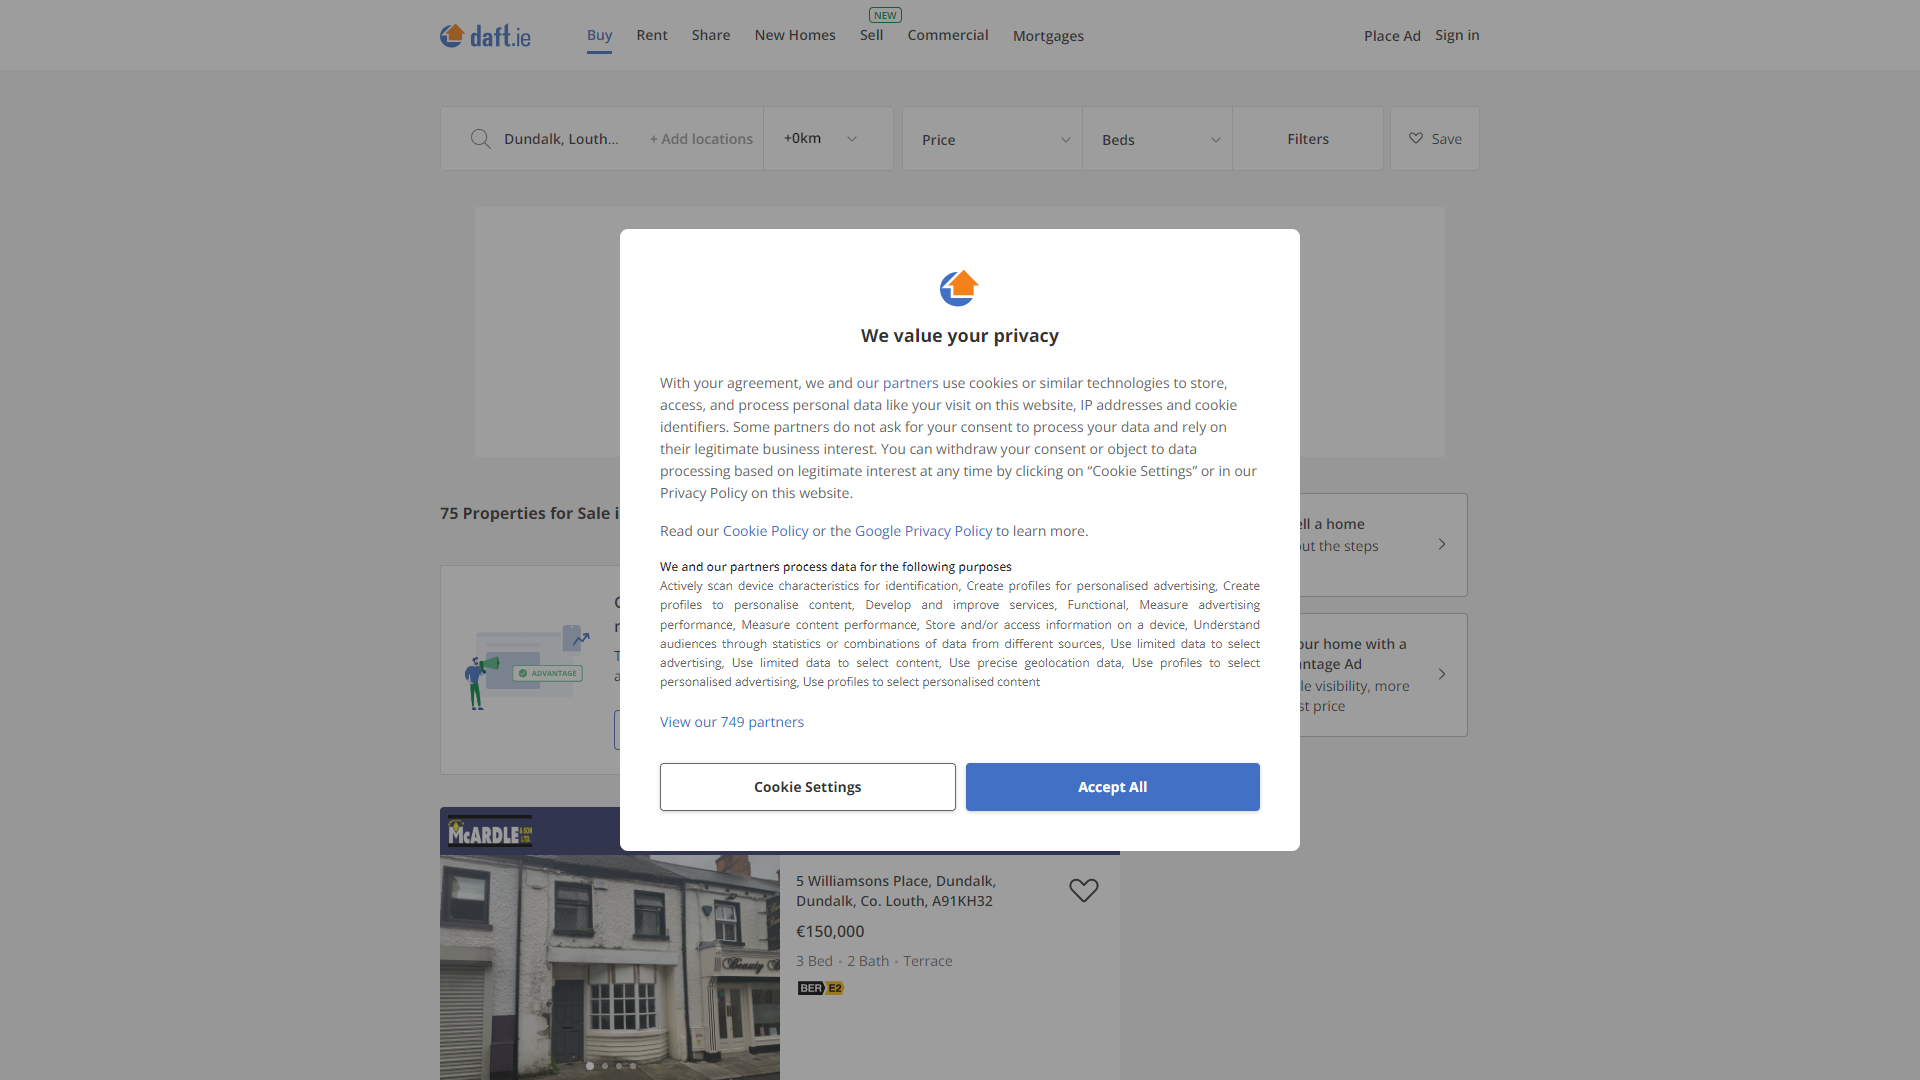 daft.ie
Buy
Rent
Share
New Homes
NEW
Sell
Commercial
Mortgages
Place Ad
Sign in
Dundalk, Louth...
+ Add locations
+0km
Price
Beds
Filters
Save
We value your privacy
With your agreement, we and our partners use cookies or similar technologies to store,
access, and process personal data like your visit on this website, IP addresses and cookie
identifiers. Some partners do not ask for your consent to process your data and rely on
their legitimate business interest. You can withdraw your consent or object to data
processing based on legitimate interest at any time by clicking on “Cookie Settings” or in our
Privacy Policy on this website.
Read our Cookie Policy or the Google Privacy Policy to learn more.
We and our partners process data for the following purposes
Actively scan device characteristics for identification, Create profiles for personalised advertising, Create
profiles to personalise content, Develop and improve services, Functional, Measure advertising
performance, Measure content performance, Store and/or access information on a device, Understand
audiences through statistics or combinations of data from different sources, Use limited data to select
advertising, Use limited data to select content, Use precise geolocation data, Use profiles to select
personalised advertising, Use profiles to select personalised content
View our 749 partners
Cookie Settings
Accept All
75 Properties for Sale i
ADVANTAGE
ell a home
out the steps
our home with a
ntage Ad
le visibility, more
st price
McARDLE & SON LTD.
5 Williamsons Place, Dundalk,
Dundalk, Co. Louth, A91KH32
€150,000
3 Bed • 2 Bath • Terrace
BER E2
Beauty